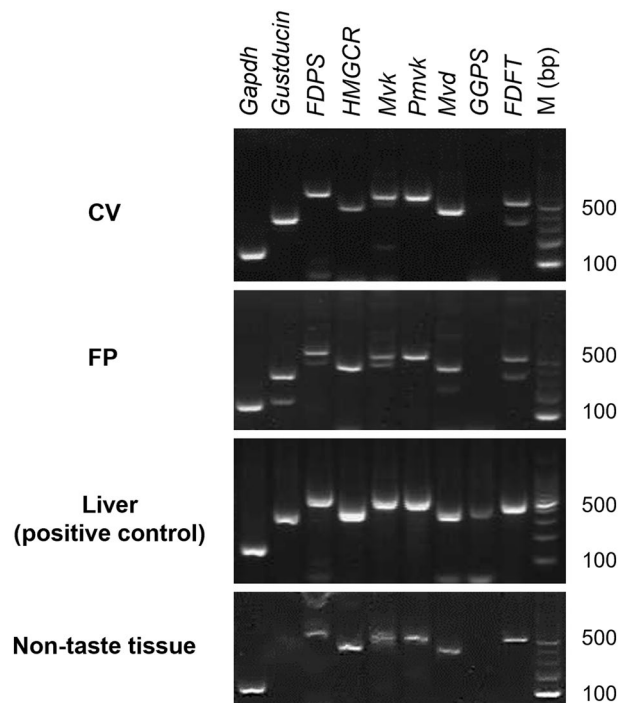 Gapdh
Gustducin
FDPS
HMGCR
Mvk
Pmvk
Mvd
GGPS
FDFT
M (bp)
CV
500
100
FP
500
100
Liver
(positive control)
500
100
Non-taste tissue
500
100